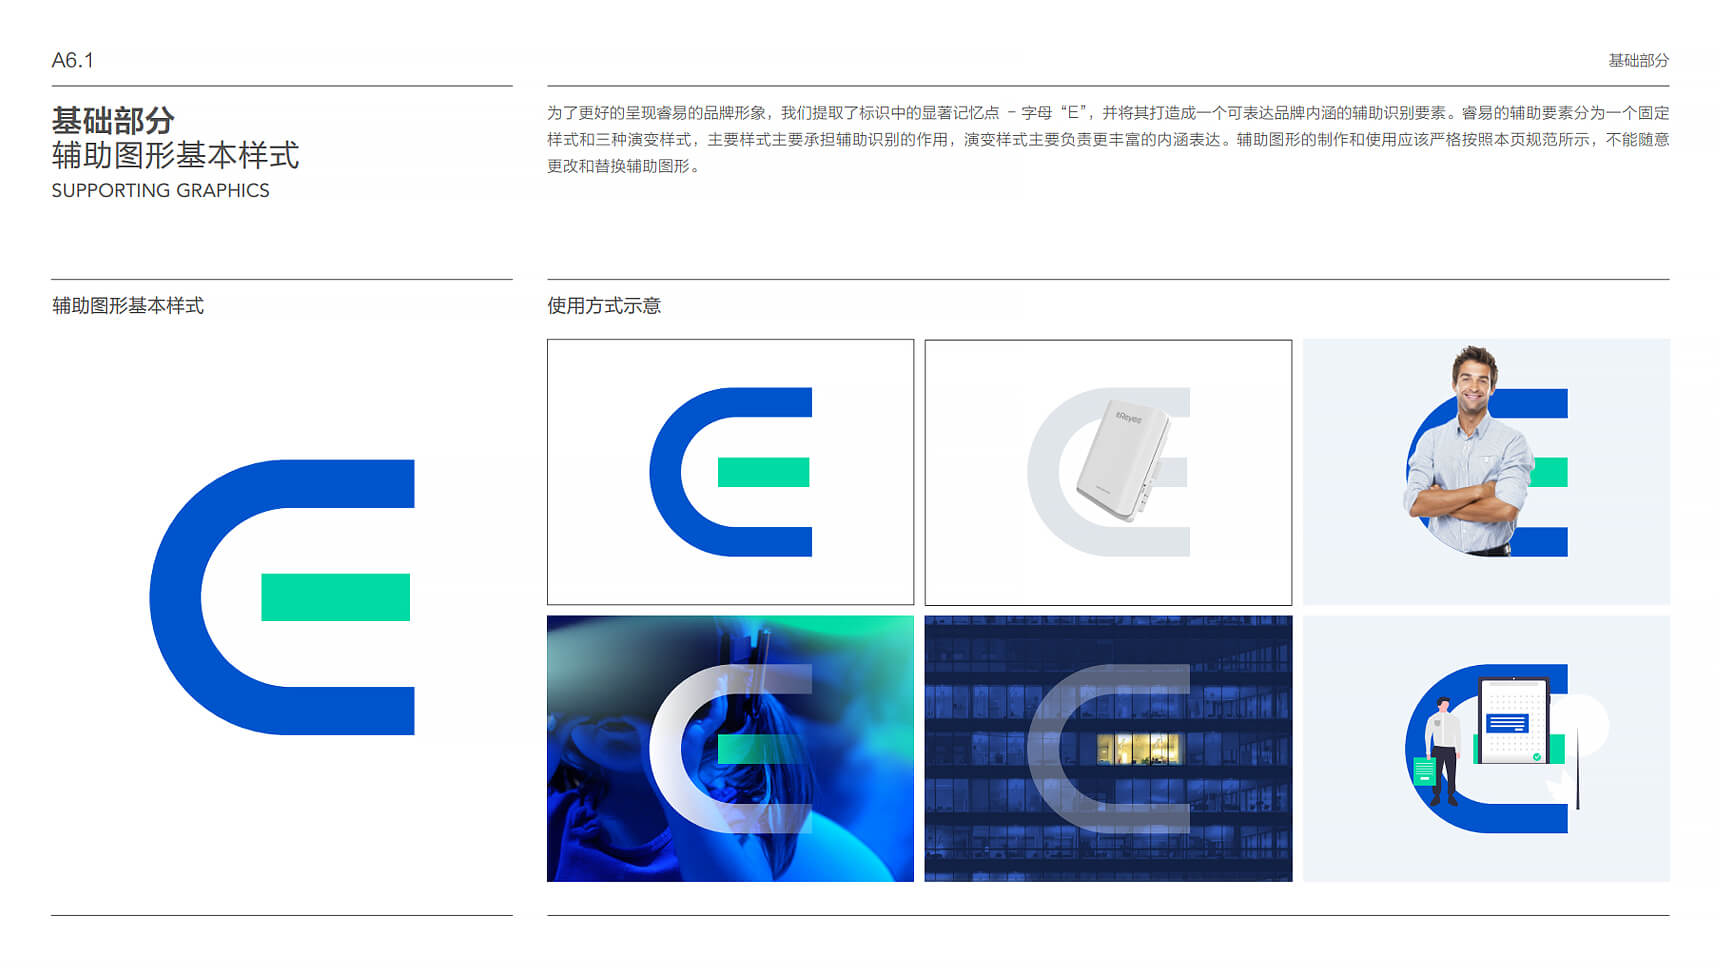 A6.1
基础部分
基础部分
辅助图形基本样式
SUPPORTING GRAPHICS
为了更好的呈现睿易的品牌形象，我们提取了标识中的显著记忆点 - 字母“E”，并将其打造成一个可表达品牌内涵的辅助识别要素。睿易的辅助要素分为一个固定
样式和三种演变样式，主要样式主要承担辅助识别的作用，演变样式主要负责更丰富的内涵表达。辅助图形的制作和使用应该严格按照本页规范所示，不能随意
更改和替换辅助图形。
辅助图形基本样式
使用方式示意